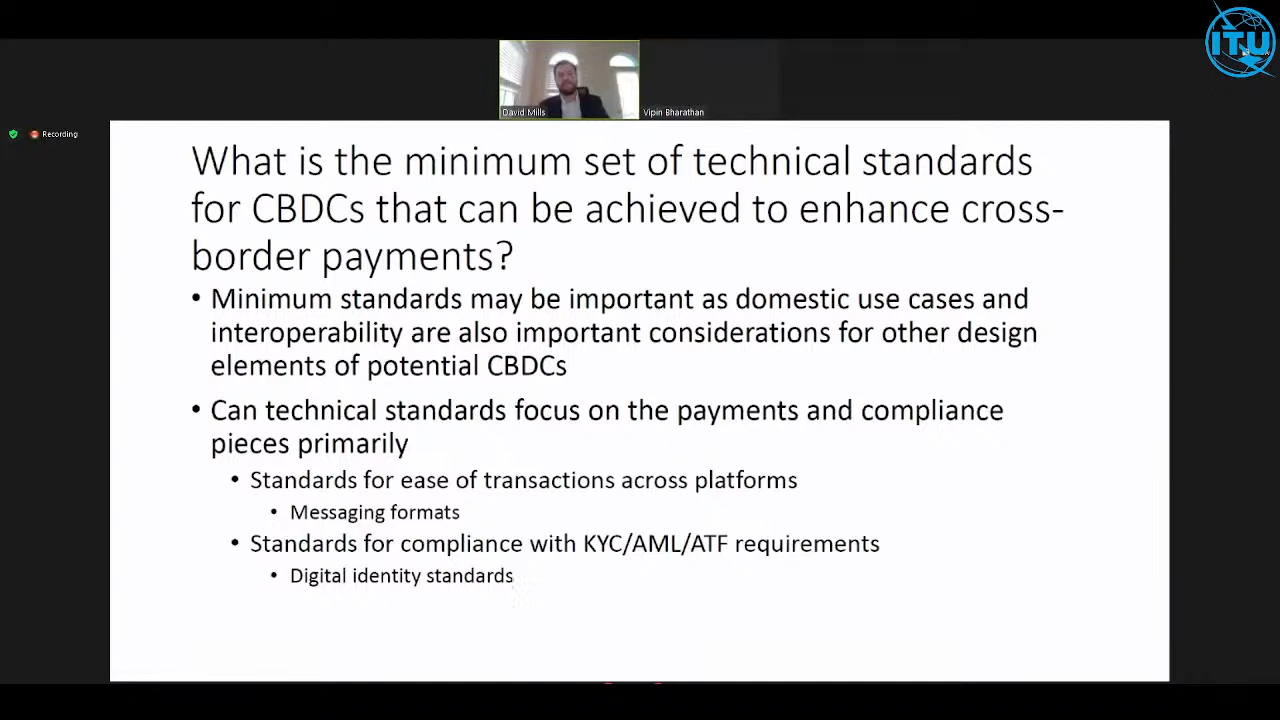 ITU
David Mills
Vipin Bharathan
Recording
What is the minimum set of technical standards
for CBDCs that can be achieved to enhance cross-
border payments?
• Minimum standards may be important as domestic use cases and
interoperability are also important considerations for other design
elements of potential CBDCs
• Can technical standards focus on the payments and compliance
pieces primarily
• Standards for ease of transactions across platforms
• Messaging formats
• Standards for compliance with KYC/AML/ATF requirements
• Digital identity standards